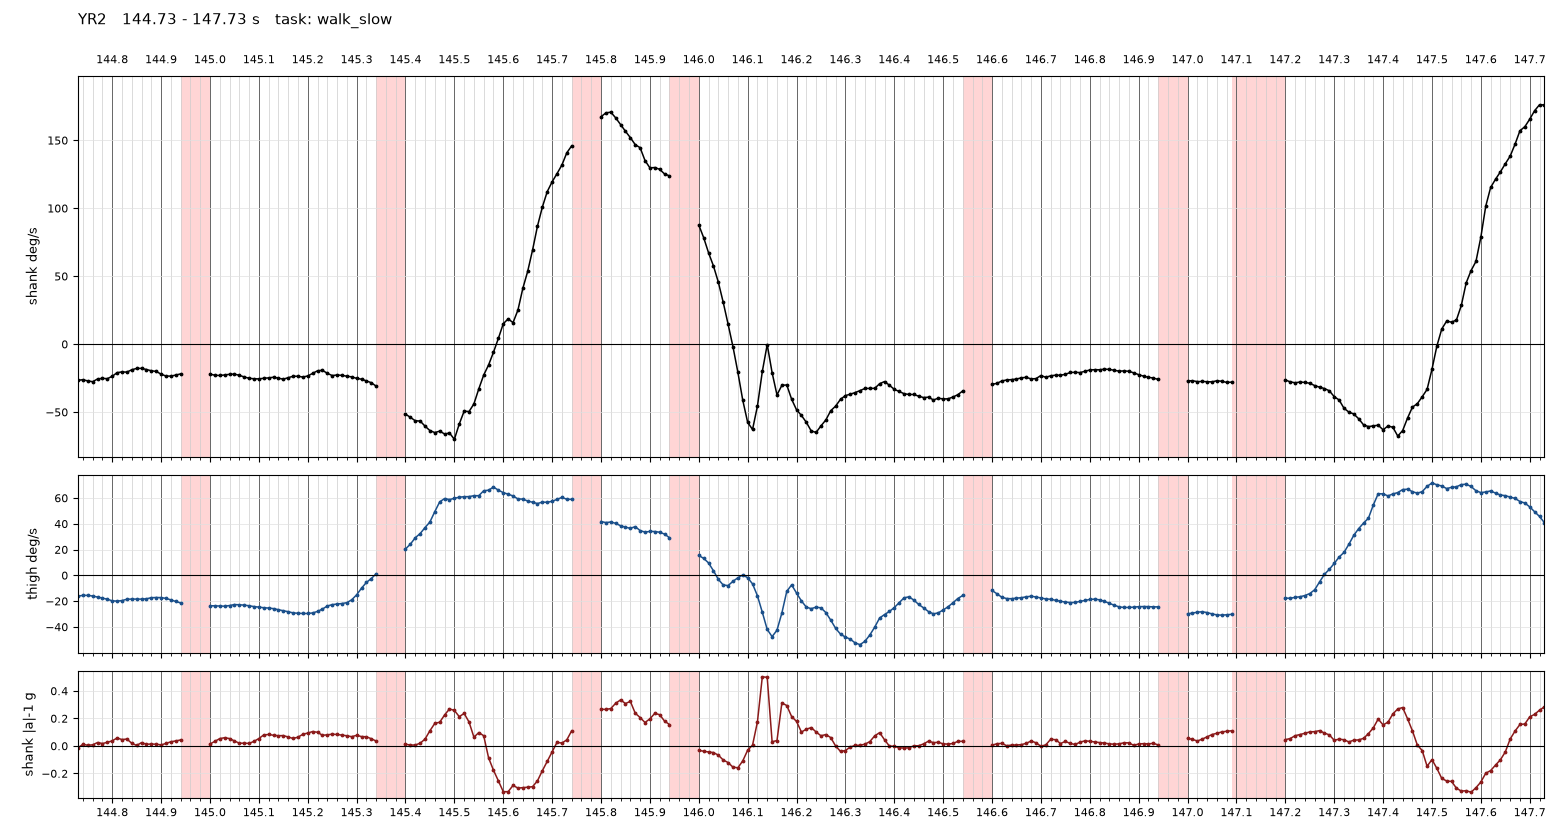 YR2   144.73 - 147.73 s   task: walk_slow
144.8 144.9 145.0 145.1 145.2 145.3 145.4 145.5 145.6 145.7 145.8 145.9 146.0 146.1 146.2 146.3 146.4 146.5 146.6 146.7 146.8 146.9 147.0 147.1 147.2 147.3 147.4 147.5 147.6 147.7
shank deg/s
150
100
50
0
−50
thigh deg/s
60
40
20
0
−20
−40
shank |a|-1 g
0.4
0.2
0.0
−0.2
144.8 144.9 145.0 145.1 145.2 145.3 145.4 145.5 145.6 145.7 145.8 145.9 146.0 146.1 146.2 146.3 146.4 146.5 146.6 146.7 146.8 146.9 147.0 147.1 147.2 147.3 147.4 147.5 147.6 147.7